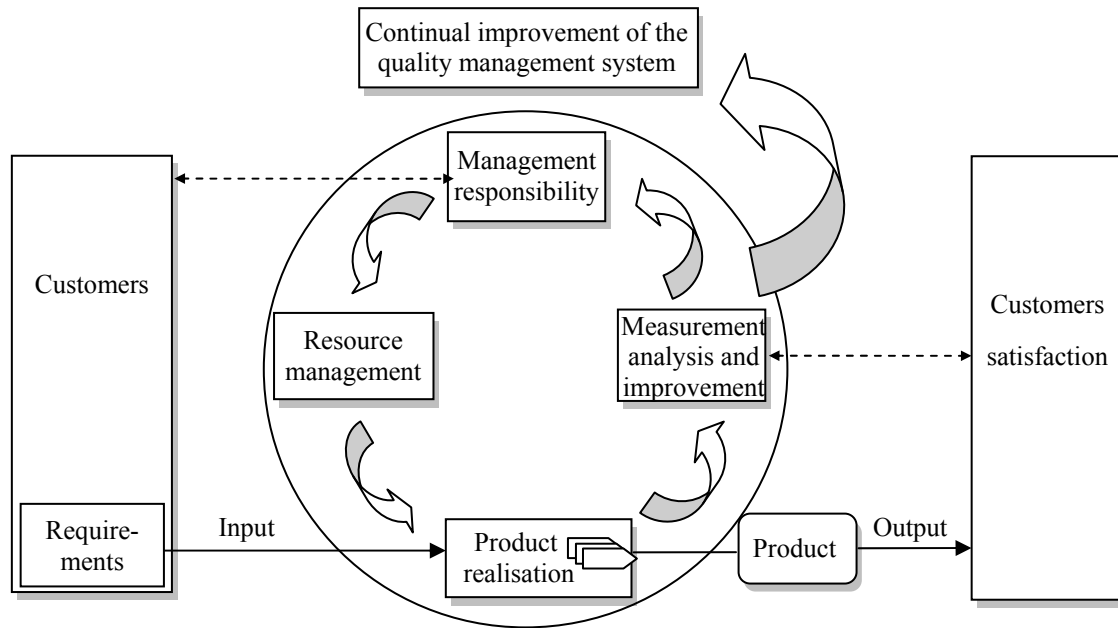 Continual improvement of the
quality management system
Management
responsibility
Customers
Resource
management
Measurement
analysis and
improvement
Customers
satisfaction
Require-
ments
Input
Product
realisation
Product
Output